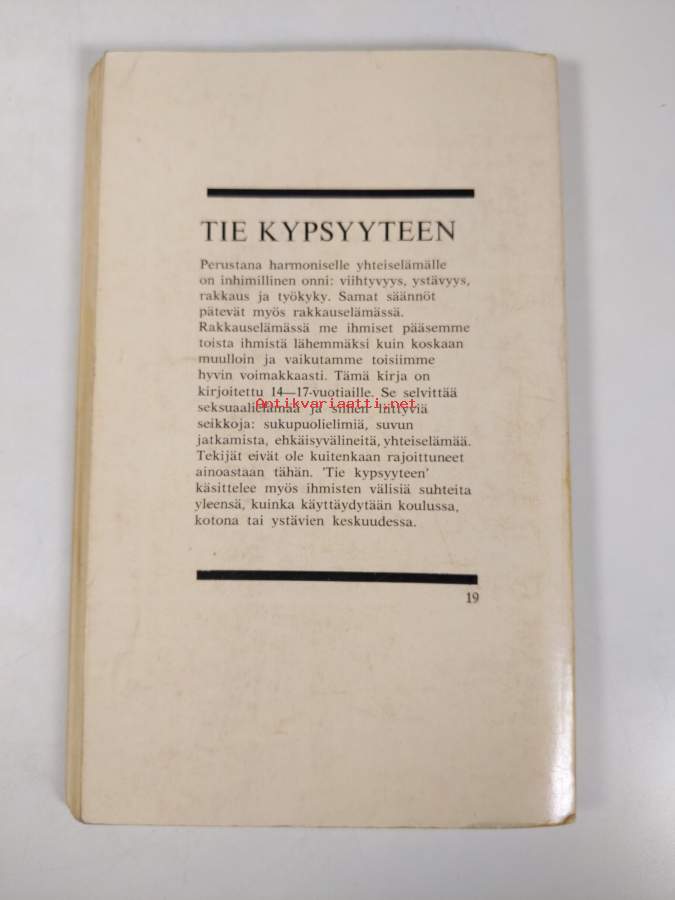 TIE KYPSYYTEEN
Perustana harmoniselle yhteiselämälle
on inhimillinen onni: viihtyvyys, ystävyys,
rakkaus ja työkyky. Samat säännöt
pätevät myös rakkauselämässä.
Rakkauselämässä me ihmiset pääsemme
toista ihmistä lähemmäksi kuin koskaan
muulloin ja vaikutamme toisiimme
hyvin voimakkaasti. Tämä kirja on
kirjoitettu 14—17-vuotiaille. Se selvittää
Antikvariaatti.net
seksuaalielämää ja siihen liittyviä
seikkoja: sukupuolielimiä, suvun
jatkamista, ehkäisyvälineitä, yhteiselämää.
Tekijät eivät ole kuitenkaan rajoittuneet
ainoastaan tähän. 'Tie kypsyyteen'
käsittelee myös ihmisten välisiä suhteita
yleensä, kuinka käyttäydytään koulussa,
kotona tai ystävien keskuudessa.
19